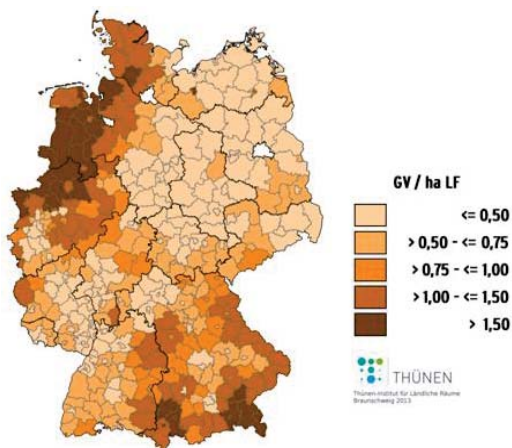 GV / ha LF
<= 0,50
> 0,50 - <= 0,75
> 0,75 - <= 1,00
> 1,00 - <= 1,50
> 1,50
THÜNEN
Thünen-Institut für Ländliche Räume
Braunschweig 2013